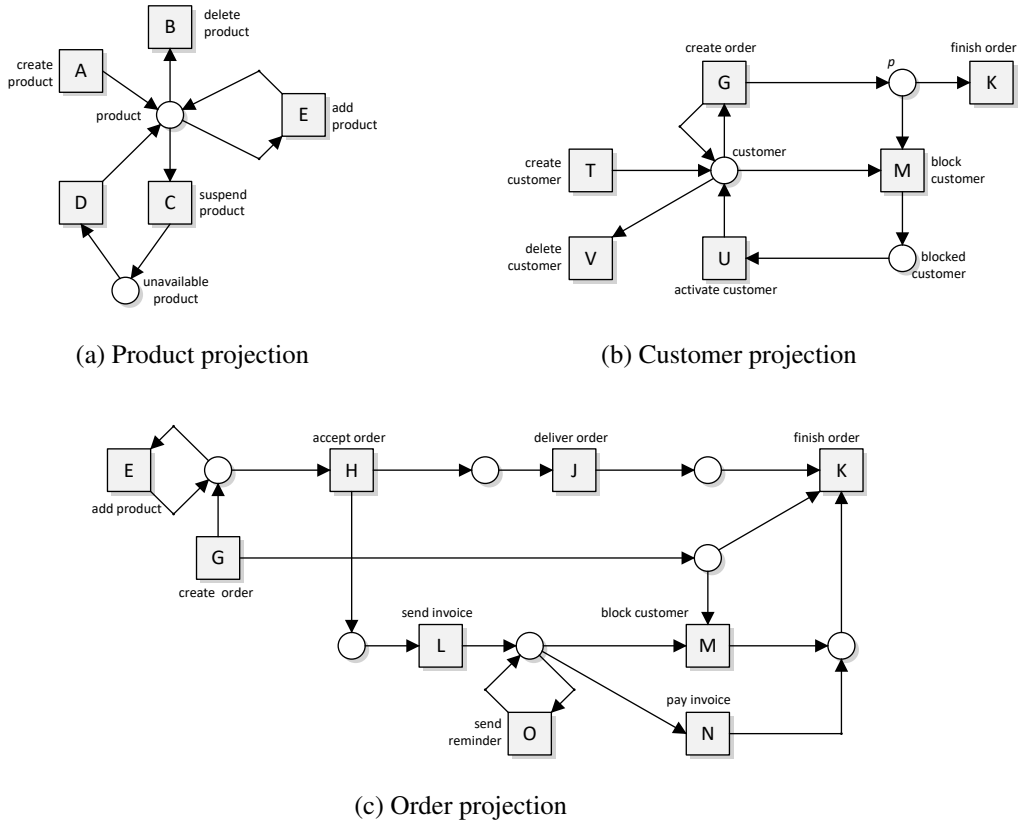 B
delete
product
create
product
A
product
E
add
product
D
C
suspend
product
unavailable
product
(a) Product projection
create order
G
p
finish order
K
create
customer
T
customer
M
block
customer
delete
customer
V
U
activate customer
blocked
customer
(b) Customer projection
E
add product
accept order
H
deliver order
J
finish order
K
G
create order
send invoice
L
block customer
M
send
reminder
O
pay invoice
N
(c) Order projection